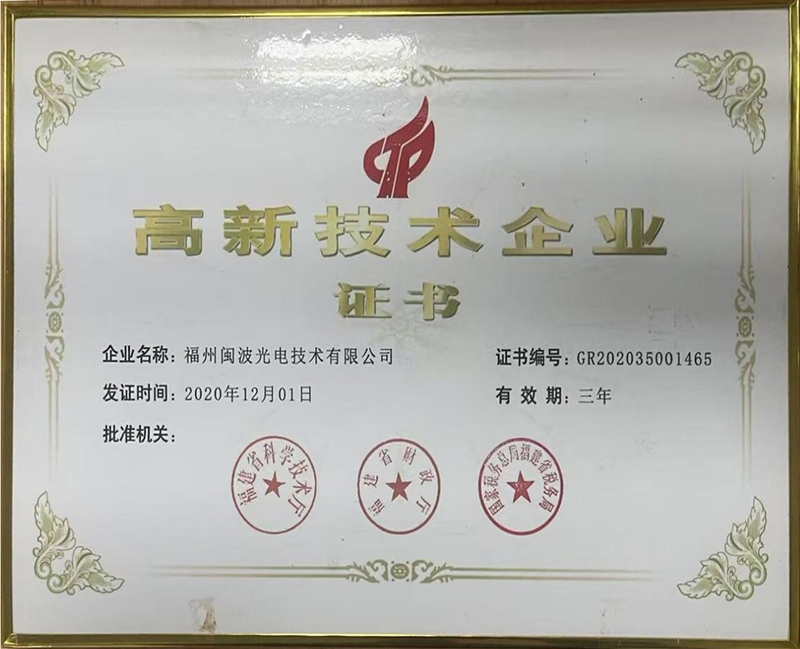 高新技术企业
证书
企业名称：福州闽波光电技术有限公司
证书编号：GR202035001465
发证时间：2020年12月01日
有效期：三年
批准机关：
福建省科学技术厅
福建省财政厅
国家税务总局福建省税务局